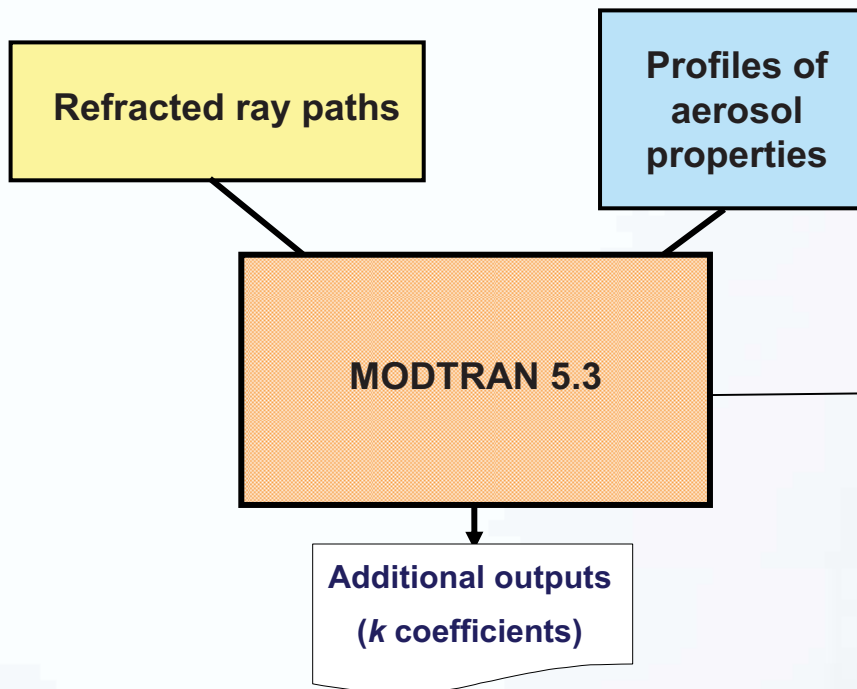 Refracted ray paths
Profiles of
aerosol
properties
MODTRAN 5.3
Additional outputs
(k coefficients)